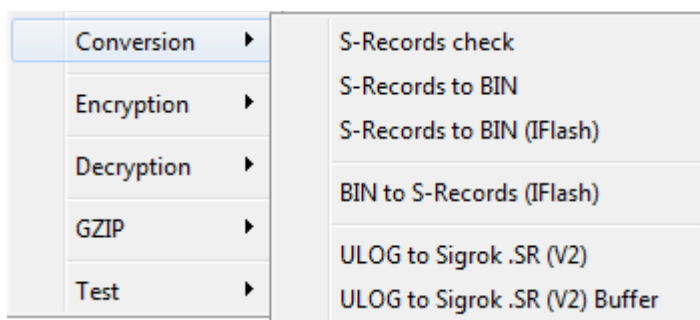 Conversion
Encryption
Decryption
GZIP
Test
S-Records check
S-Records to BIN
S-Records to BIN (IFlash)
BIN to S-Records (IFlash)
ULOG to Sigrok .SR (V2)
ULOG to Sigrok .SR (V2) Buffer